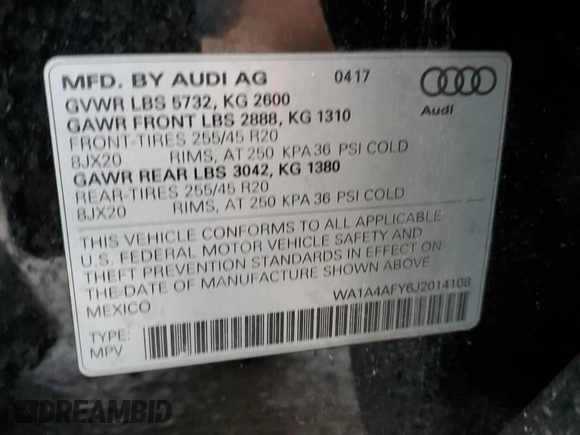 MFD. BY AUDI AG 0417
GVWR LBS 5732, KG 2600
GAWR FRONT LBS 2888, KG 1310
FRONT-TIRES 255/45 R20
8JX20 RIMS, AT 250 KPA 36 PSI COLD
GAWR REAR LBS 3042, KG 1380
REAR-TIRES 255/45 R20
8JX20 RIMS, AT 250 KPA 36 PSI COLD
Audi
THIS VEHICLE CONFORMS TO ALL APPLICABLE
U.S. FEDERAL MOTOR VEHICLE SAFETY AND
THEFT PREVENTION STANDARDS IN EFFECT ON
THE DATE OF MANUFACTURE SHOWN ABOVE.
MEXICO
WA1A4AFY6J2014108
TYPE:
MPV
DREAMBID